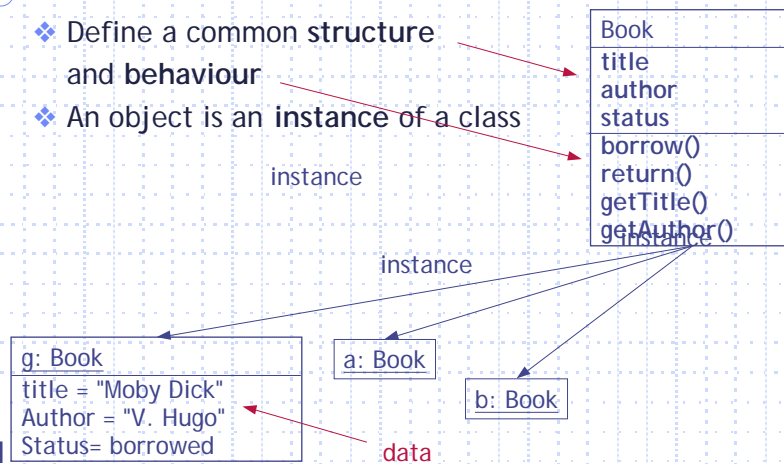 Define a common structure
and behaviour
An object is an instance of a class
Book
title
author
status
borrow()
return()
getTitle()
getAuthor()
instance
instance
instance
g: Book
title = "Moby Dick"
Author = "V. Hugo"
Status= borrowed
a: Book
b: Book
data